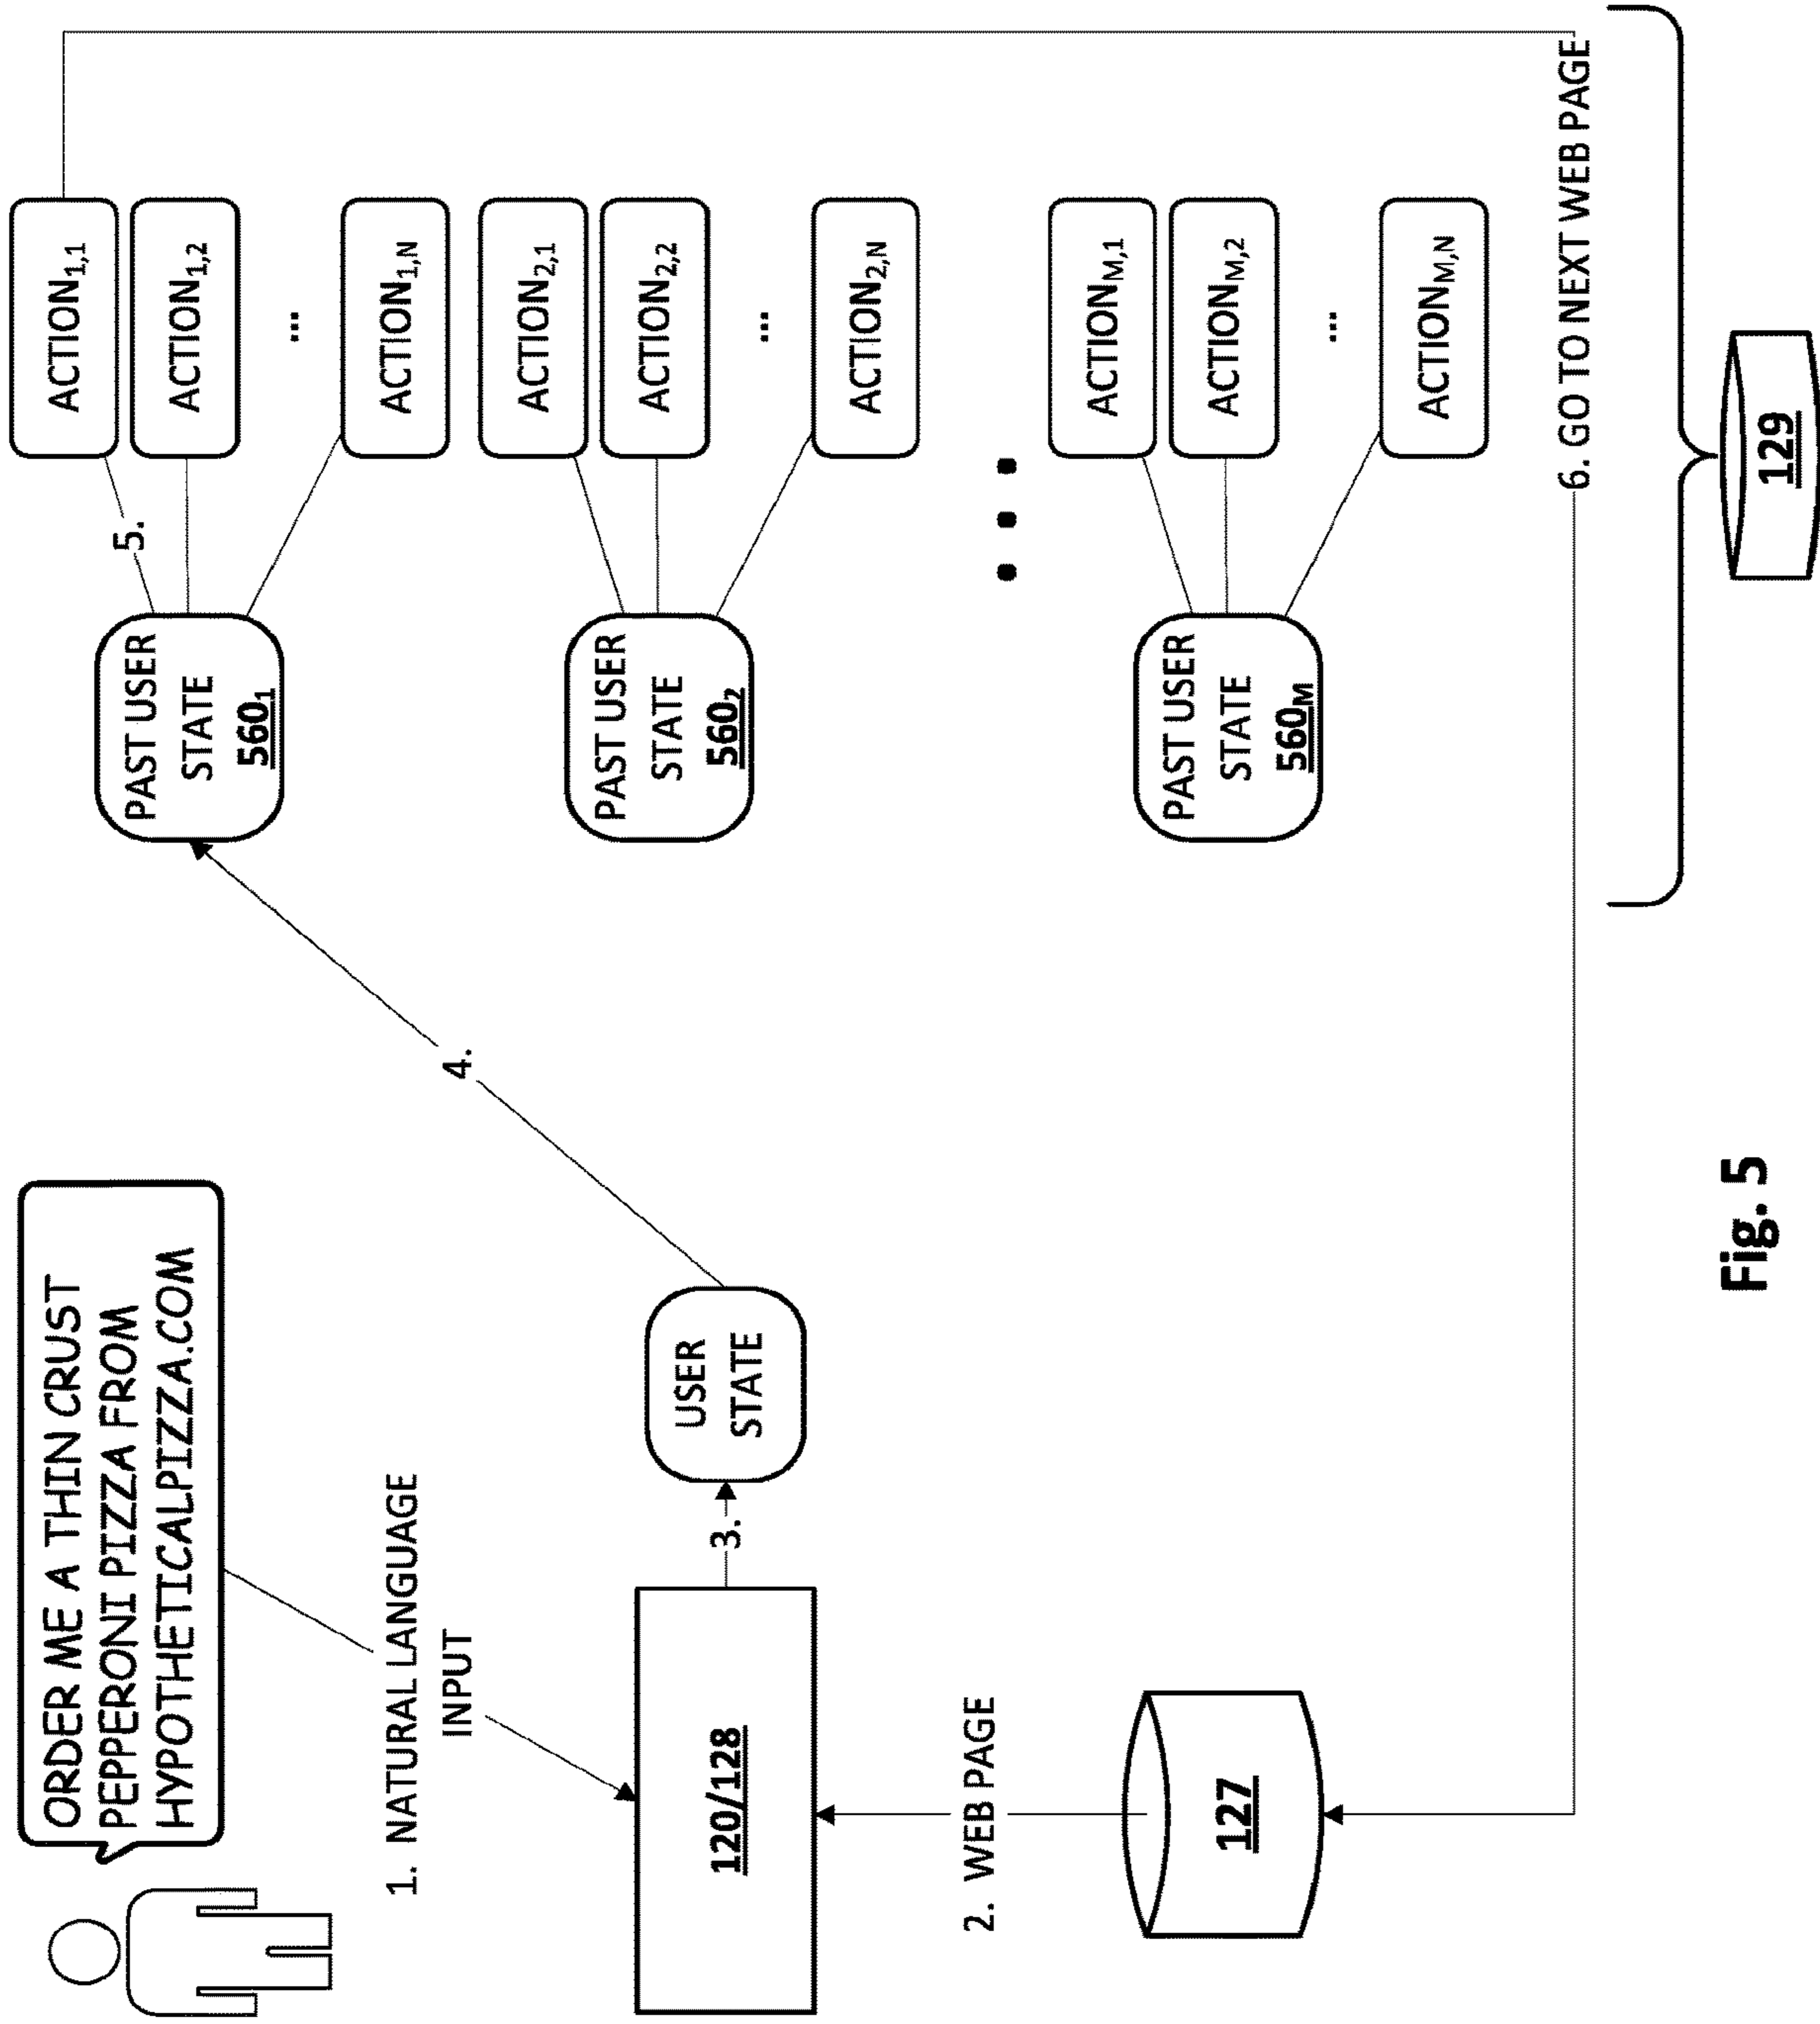 ORDER ME A THIN CRUST
PEPPERONI PIZZA FROM
HYPOTHETICALPIZZA.COM
1. NATURAL LANGUAGE
INPUT
120/128
2. WEB PAGE
127
3.
USER
STATE
4.
PAST USER
STATE
560₁
5.
ACTION₁,₁
ACTION₁,₂
...
ACTION₁,N
PAST USER
STATE
560₂
ACTION₂,₁
ACTION₂,₂
...
ACTION₂,N
PAST USER
STATE
560M
ACTIONM,₁
ACTIONM,₂
...
ACTIONM,N
6. GO TO NEXT WEB PAGE
129
Fig. 5